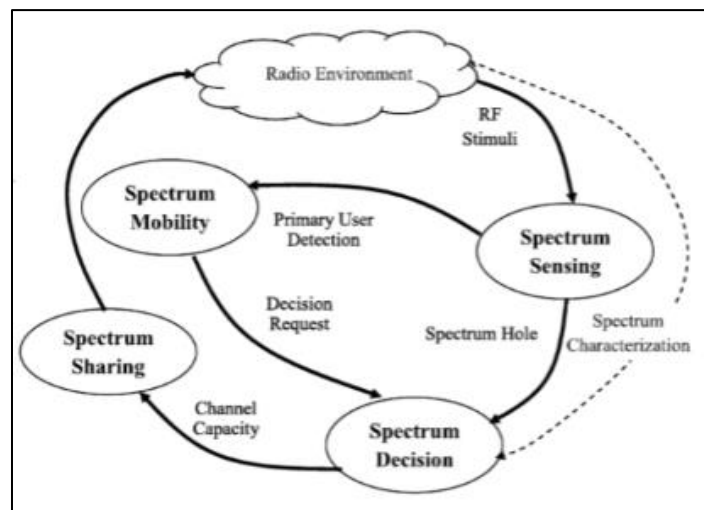 Radio Environment
RF
Stimuli
Spectrum
Mobility
Primary User
Detection
Spectrum
Sensing
Decision
Request
Spectrum Hole
Spectrum
Characterization
Spectrum
Sharing
Channel
Capacity
Spectrum
Decision